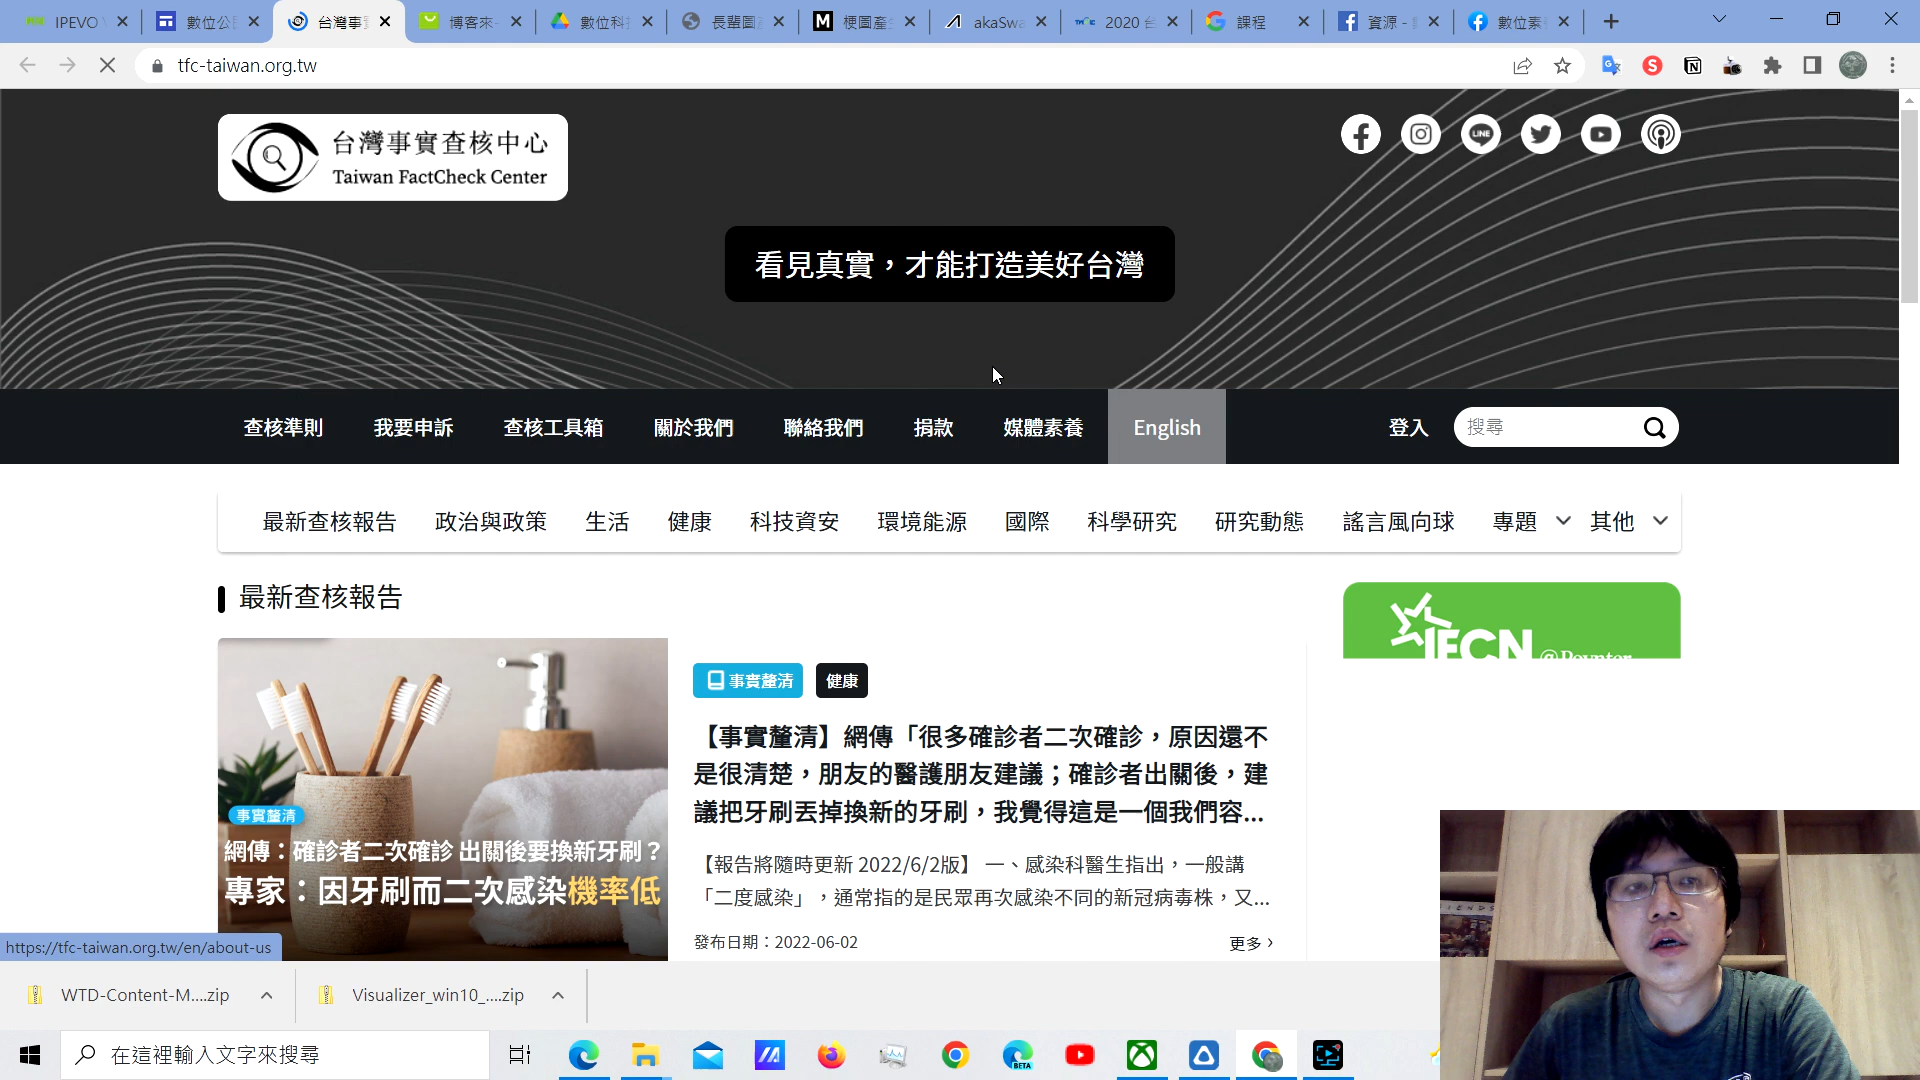 IPEVO
數位公
台灣事
博客來-
數位科
長輩圖
梗圖產
akaSwa
2020 台
課程
資源 -
數位素
tfc-taiwan.org.tw
台灣事實查核中心
Taiwan FactCheck Center
LINE
看見真實，才能打造美好台灣
查核準則
我要申訴
查核工具箱
關於我們
聯絡我們
捐款
媒體素養
English
登入
搜尋
最新查核報告
政治與政策
生活
健康
科技資安
環境能源
國際
科學研究
研究動態
謠言風向球
專題
其他
最新查核報告
IFCN @Poynter
事實釐清
健康
【事實釐清】網傳「很多確診者二次確診，原因還不
是很清楚，朋友的醫護朋友建議；確診者出關後，建
議把牙刷丟掉換新的牙刷，我覺得這是一個我們容...
事實釐清
網傳：確診者二次確診 出關後要換新牙刷？
專家：因牙刷而二次感染機率低
【報告將隨時更新 2022/6/2版】 一、感染科醫生指出，一般講
「二度感染」，通常指的是民眾再次感染不同的新冠病毒株，又...
發布日期：2022-06-02
更多 ›
https://tfc-taiwan.org.tw/en/about-us
WTD-Content-M....zip
Visualizer_win10_....zip
在這裡輸入文字來搜尋
BETA